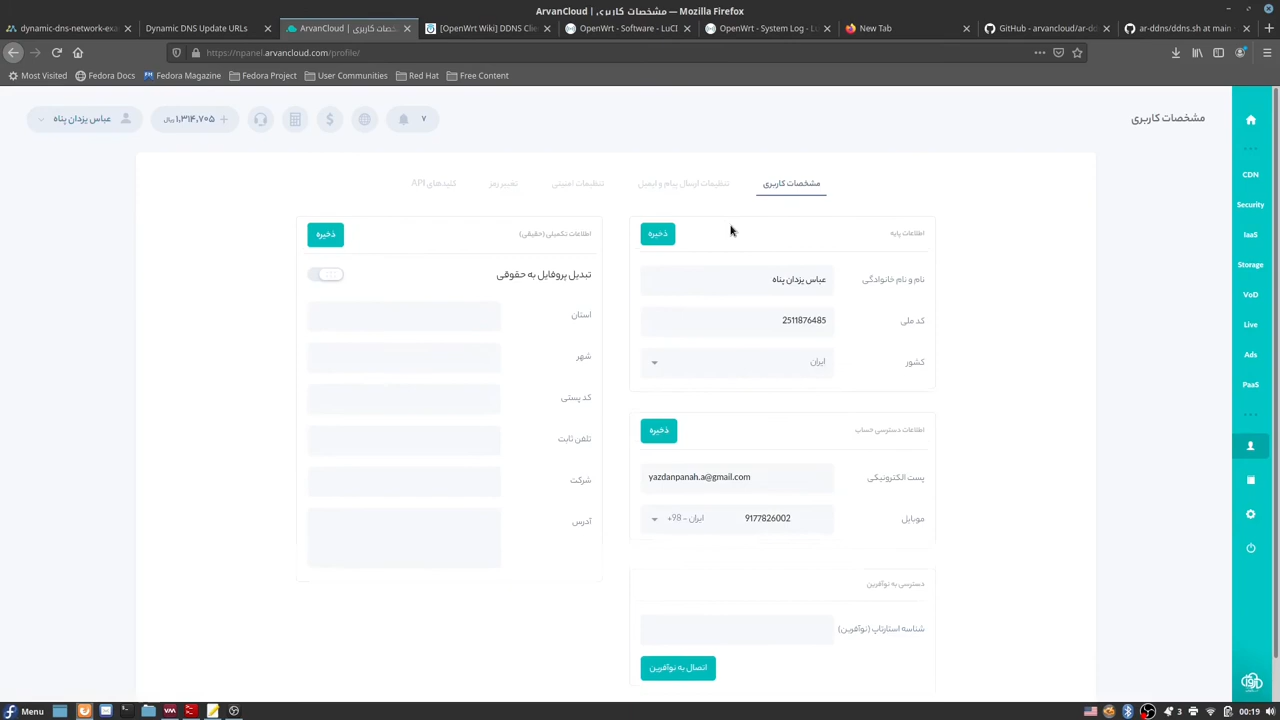 ArvanCloud | مشخصات کاربری — Mozilla Firefox
dynamic-dns-network-exa
Dynamic DNS Update URLs
ArvanCloud | مشخصات کاربری
[OpenWrt Wiki] DDNS Clie
OpenWrt - Software - LuCI
OpenWrt - System Log - L
New Tab
GitHub - arvancloud/ar-d
ar-ddns/ddns.sh at main
https://npanel.arvancloud.com/profile/
Most Visited
Fedora Docs
Fedora Magazine
Fedora Project
User Communities
Red Hat
Free Content
مشخصات کاربری
۷
۱,۳۱۴,۷۰۵ ریال
عباس یزدان پناه
مشخصات کاربری
تنظیمات ارسال پیام و ایمیل
تنظیمات امنیتی
تغییر رمز
کلیدهای API
اطلاعات پایه
ذخیره
نام و نام خانوادگی
عباس یزدان پناه
کد ملی
2511876485
کشور
ایران
اطلاعات دسترسی حساب
ذخیره
پست الکترونیکی
yazdanpanah.a@gmail.com
موبایل
9177826002
ایران - 98+
دسترسی به نوآفرین
شناسه استارتاپ (نوآفرین)
اتصال به نوآفرین
اطلاعات تکمیلی (حقیقی)
ذخیره
تبدیل پروفایل به حقوقی
استان
شهر
کد پستی
تلفن ثابت
شرکت
آدرس
CDN
Security
IaaS
Storage
VoD
Live
Ads
PaaS
Menu
3
00:19